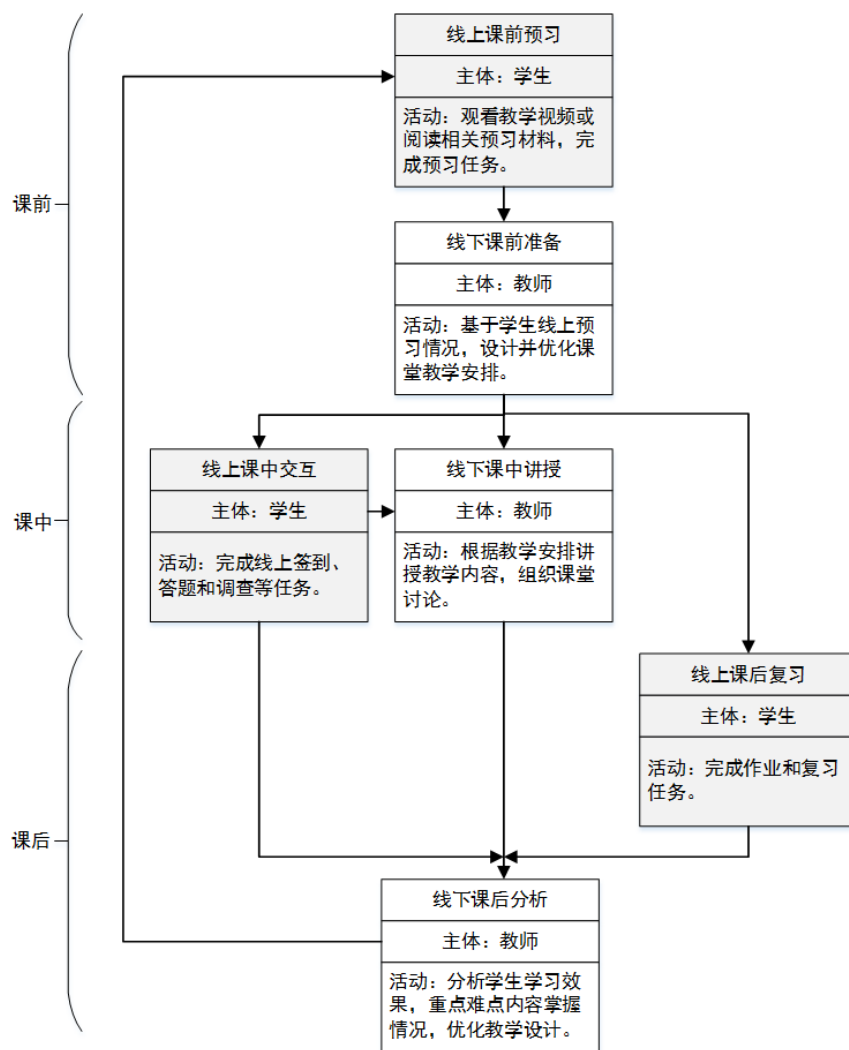 线上课前预习
主体：学生
活动：观看教学视频或
阅读相关预习材料，完
成预习任务。
课前
线下课前准备
主体：教师
活动：基于学生线上预
习情况，设计并优化课
堂教学安排。
线上课中交互
主体：学生
活动：完成线上签到、
答题和调查等任务。
线下课中讲授
主体：教师
活动：根据教学安排讲
授教学内容，组织课堂
讨论。
课中
线上课后复习
主体：学生
活动：完成作业和复习
任务。
课后
线下课后分析
主体：教师
活动：分析学生学习效
果，重点难点内容掌握
情况，优化教学设计。